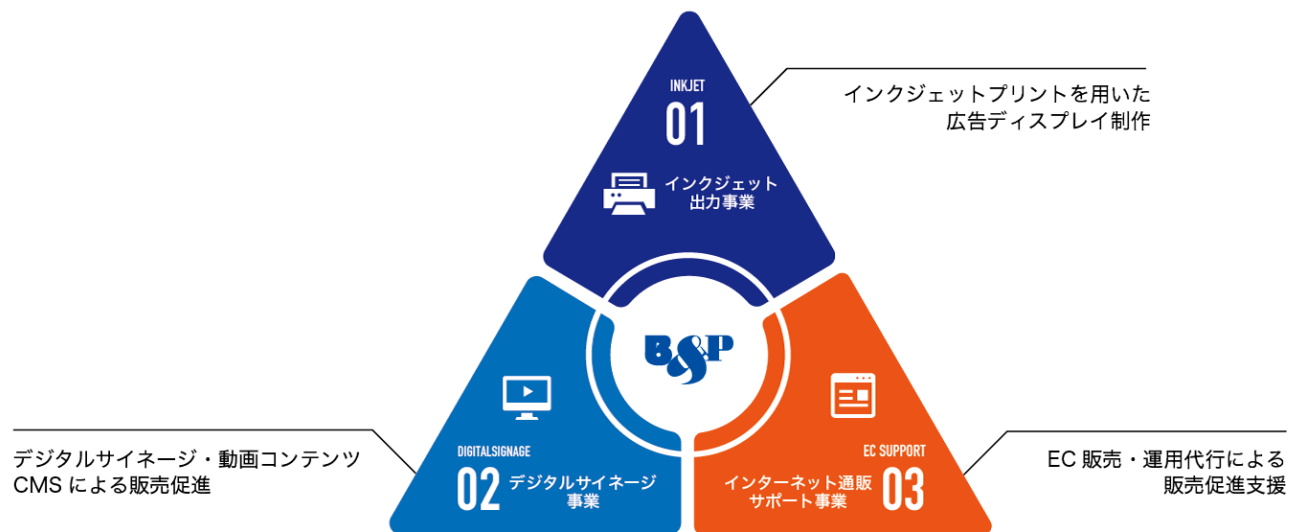 INKJET
01
インクジェット
出力事業
インクジェットプリントを用いた
広告ディスプレイ制作
B&P
DIGITALSIGNAGE
02
デジタルサイネージ
事業
デジタルサイネージ・動画コンテンツ
CMS による販売促進
EC SUPPORT
インターネット通販
サポート事業
03
EC 販売・運用代行による
販売促進支援